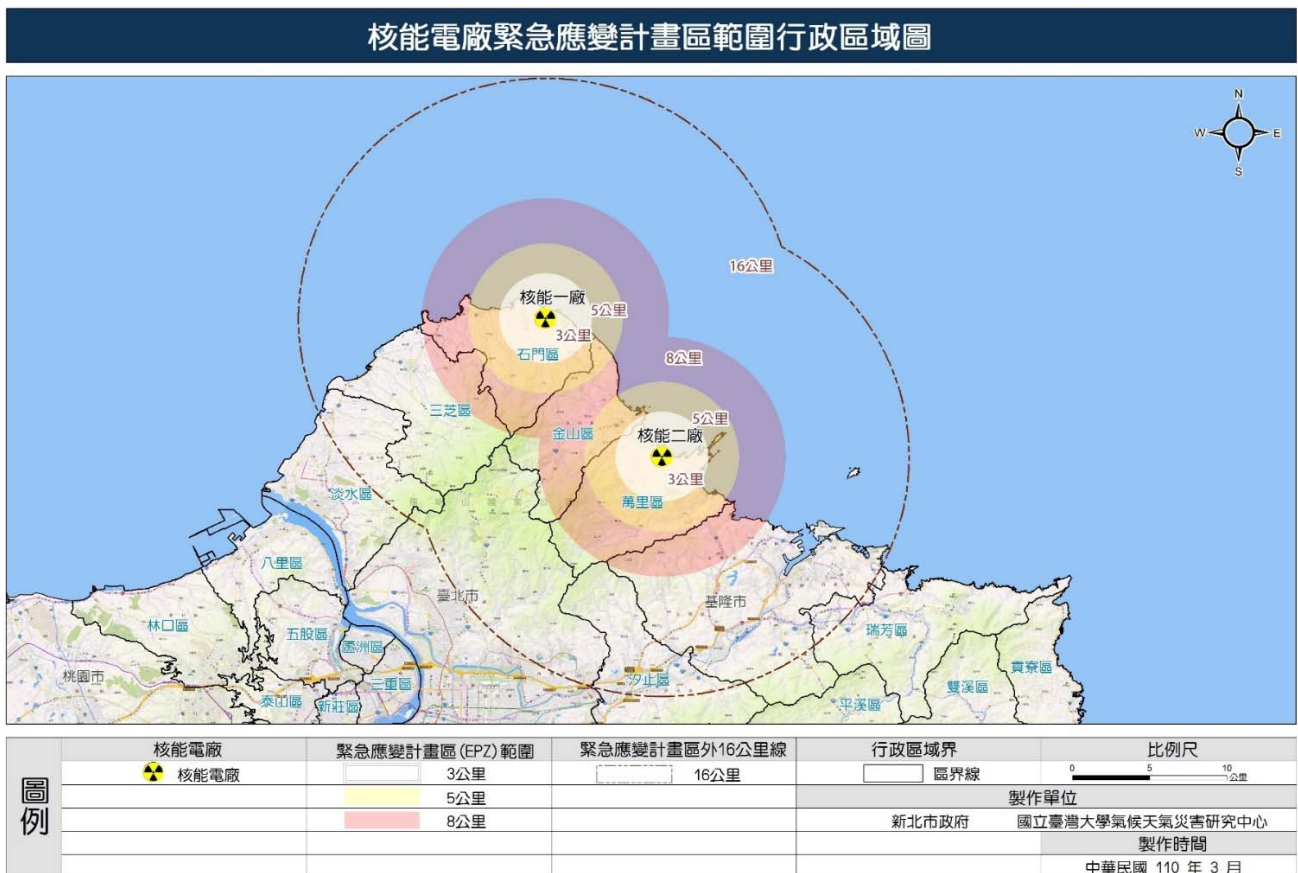 核能電廠緊急應變計畫區範圍行政區域圖
N
W
E
S
16公里
核能一廠
5公里
3公里
石門區
8公里
三芝區
5公里
金山區
核能二廠
3公里
淡水區
萬里區
八里區
臺北市
基隆市
林口區
五股區
瑞芳區
蘆洲區
桃園市
三重區
汐止區
貢寮區
雙溪區
泰山區
新莊區
平溪區
圖例
核能電廠
緊急應變計畫區(EPZ)範圍
緊急應變計畫區外16公里線
行政區域界
比例尺
核能電廠
3公里
16公里
區界線
0 5 10
公里
5公里
製作單位
8公里
新北市政府 國立臺灣大學氣候天氣災害研究中心
製作時間
中華民國 110 年 3 月